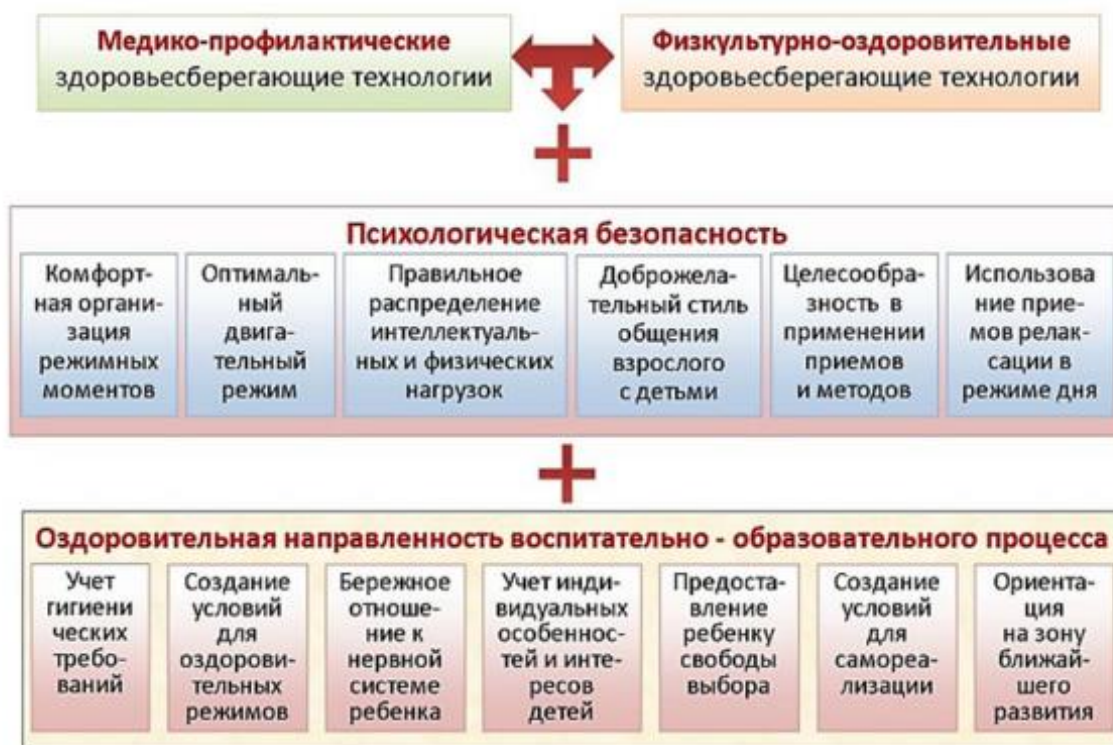 Медико-профилактические
здоровьесберегающие технологии
Физкультурно-оздоровительные
здоровьесберегающие технологии
Психологическая безопасность
Комфорт-
ная органи-
зация
режимных
моментов
Оптималь-
ный
двига-
тельный
режим
Правильное
распределение
интеллектуаль-
ных и физических
нагрузок
Доброжела-
тельный стиль
общения
взрослого
с детьми
Целесообра-
зность в
применении
приемов
и методов
Использова
ние прие-
мов релак-
сации в
режиме дня
Оздоровительная направленность воспитательно - образовательного процесса
Учет
гигиени
ческих
требо-
ваний
Создание
условий для
оздорови-
тельных
режимов
Бережное
отноше-
ние к
нервной
системе
ребенка
Учет инди-
видуальных
особеннос-
тей и инте-
ресов
детей
Предоста-
вление
ребенку
свободы
выбора
Создание
условий
для
самореа-
лизации
Ориента-
ция
на зону
ближай-
шего
развития